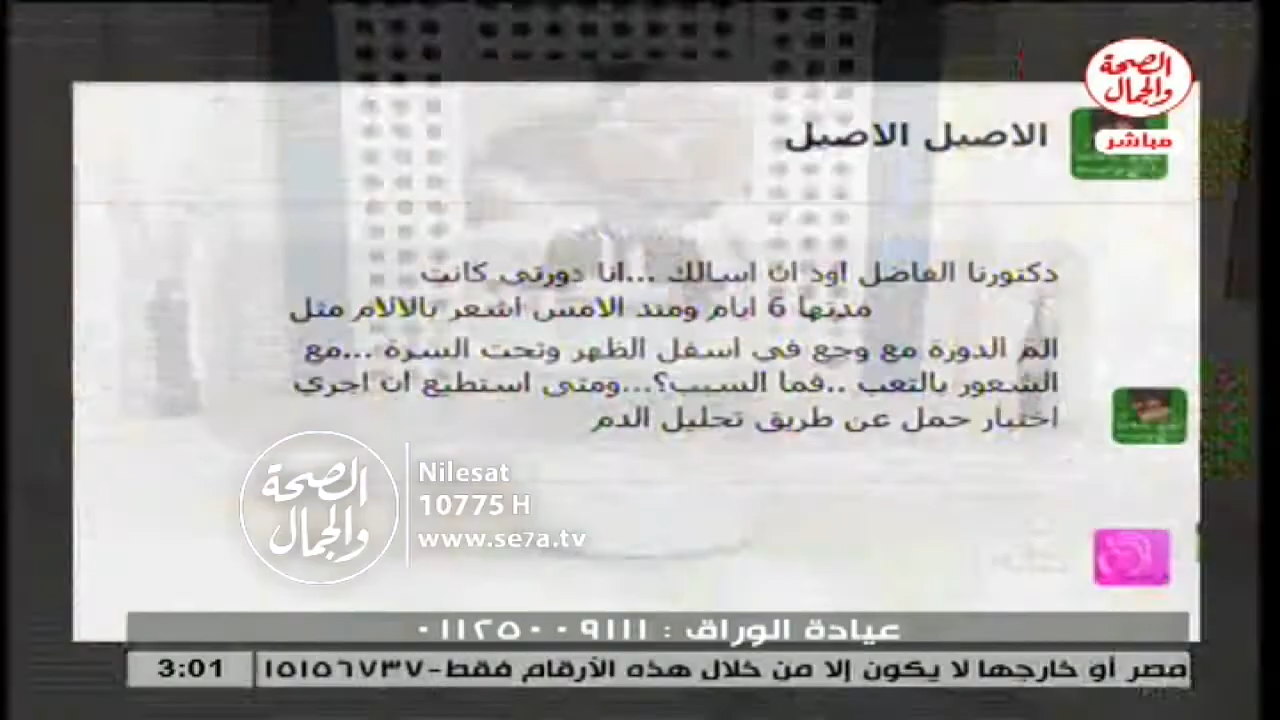 الصحة
والجمال
مباشر
الاصيل الاصيل
دكتورنا الفاضل اود ان اسالك ...انا دورتي كانت
مدتها 6 ايام ومند الامس اشعر بالالام مثل
الم الدورة مع وجع في اسفل الظهر وتحت السرة ...مع
الشعور بالتعب ..فما السبب؟...ومتى استطيع ان اجري
اختبار حمل عن طريق تحليل الدم
الصحة
والجمال
Nilesat
10775 H
www.se7a.tv
عيادة الوراق : ٠١١٢٥٠٠٩١١١
مصر أو خارجها لا يكون إلا من خلال هذه الأرقام فقط-١٥١٥٦٧٣٧
3:01